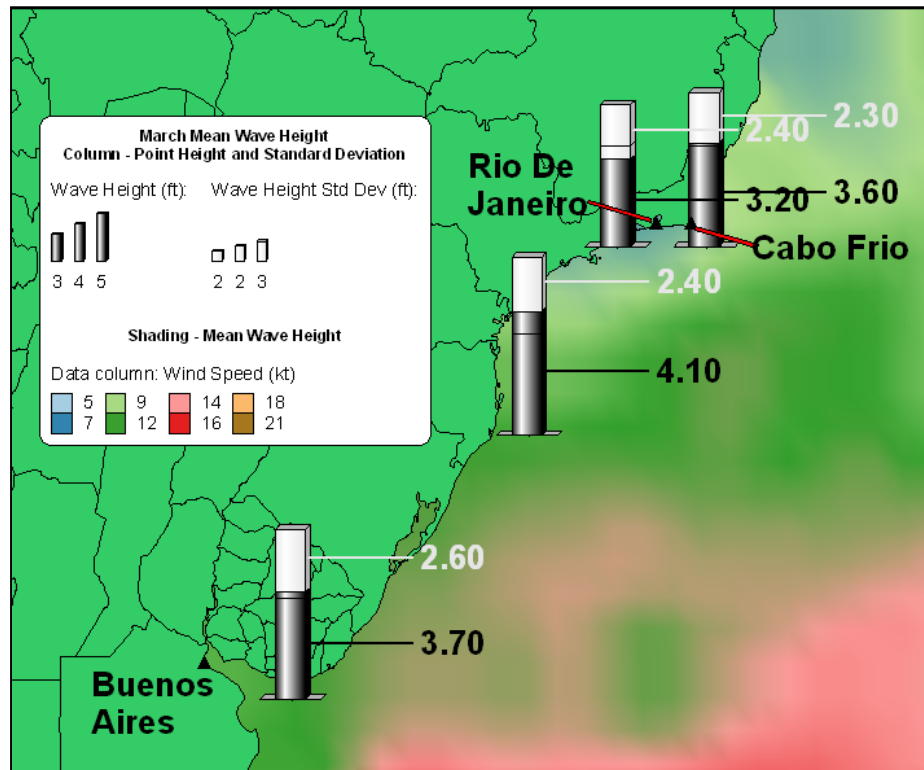 March Mean Wave Height
Column - Point Height and Standard Deviation
Wave Height (ft):
Wave Height Std Dev (ft):
3 4 5
2 2 3
Shading - Mean Wave Height
Data column: Wind Speed (kt)
5 9 14 18
7 12 16 21
2.30
2.40
Rio De
Janeiro
3.60
3.20
Cabo Frio
2.40
4.10
2.60
3.70
Buenos
Aires